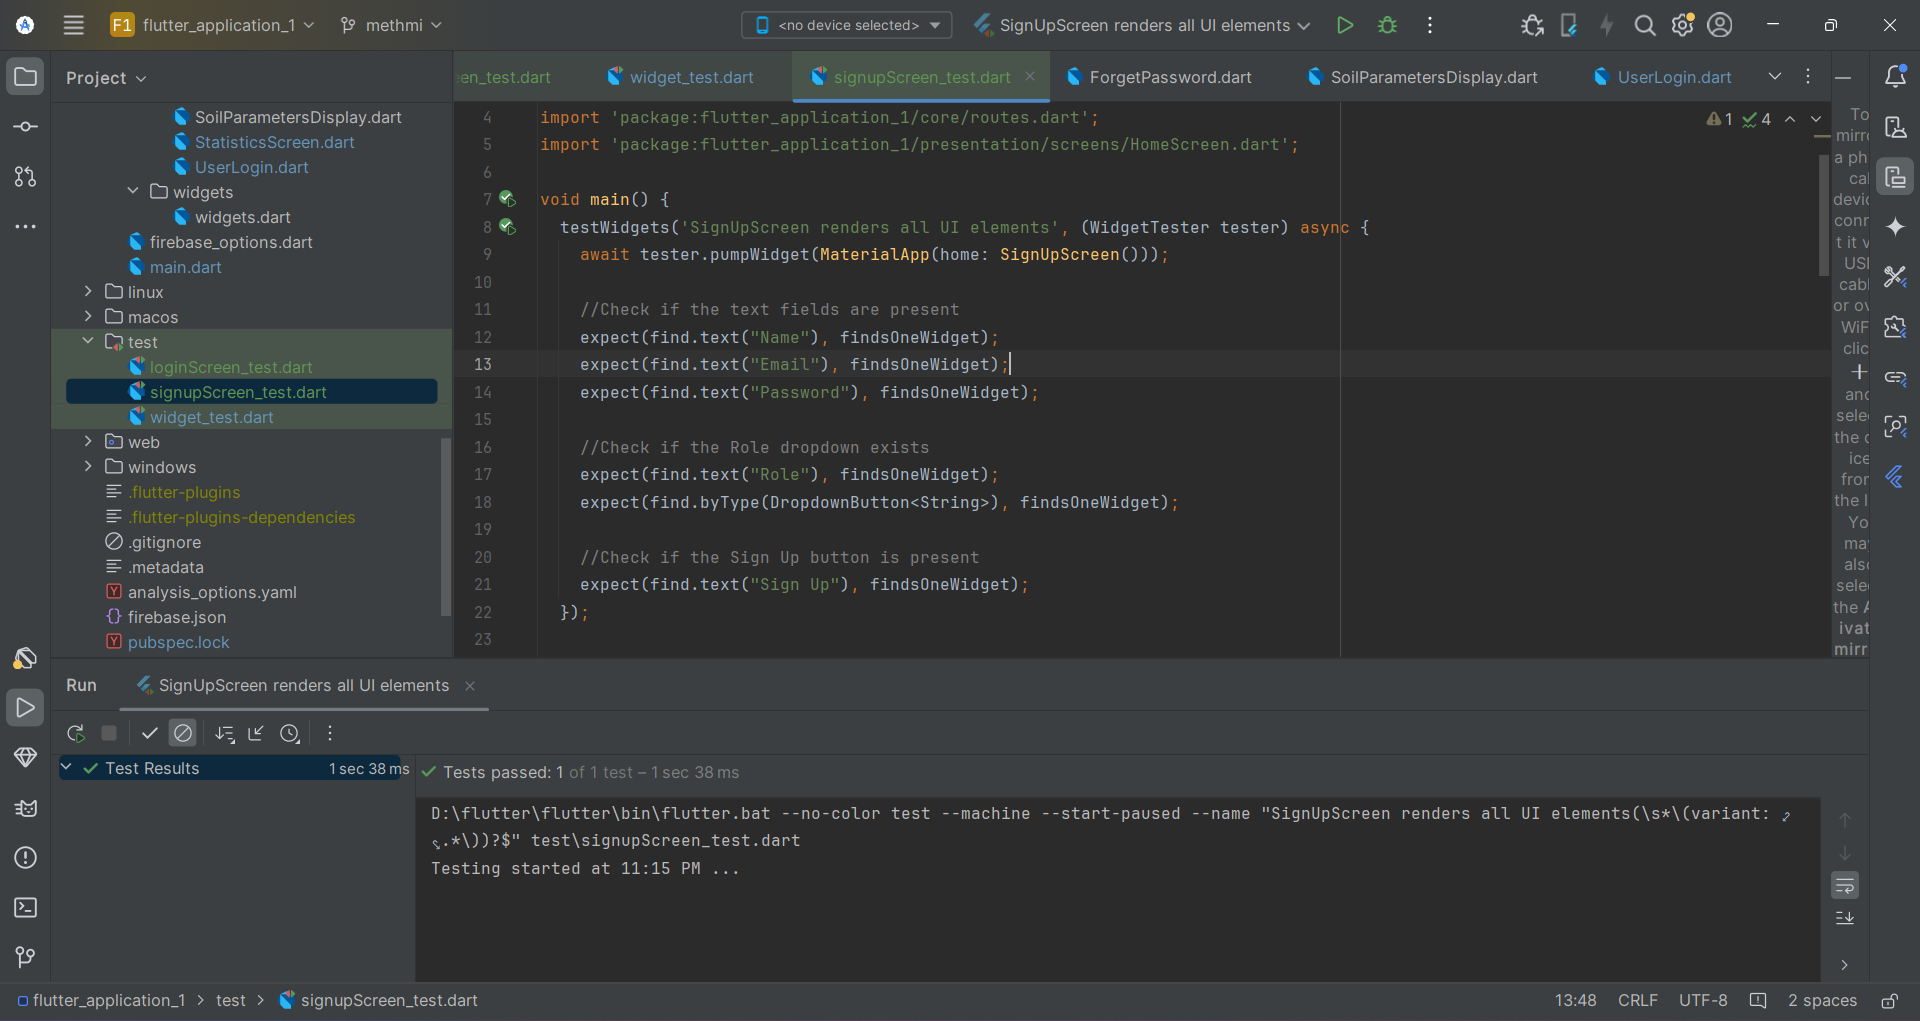 F1 flutter_application_1 methmi <no device selected> SignUpScreen renders all UI elements
Project
en_test.dart widget_test.dart signupScreen_test.dart ForgetPassword.dart SoilParametersDisplay.dart UserLogin.dart
SoilParametersDisplay.dart
StatisticsScreen.dart
UserLogin.dart
widgets
widgets.dart
firebase_options.dart
main.dart
linux
macos
test
loginScreen_test.dart
signupScreen_test.dart
widget_test.dart
web
windows
.flutter-plugins
.flutter-plugins-dependencies
.gitignore
.metadata
analysis_options.yaml
firebase.json
pubspec.lock
1 4
4 import 'package:flutter_application_1/core/routes.dart';
5 import 'package:flutter_application_1/presentation/screens/HomeScreen.dart';
6
7 void main() {
8 testWidgets('SignUpScreen renders all UI elements', (WidgetTester tester) async {
9 await tester.pumpWidget(MaterialApp(home: SignUpScreen()));
10
11 //Check if the text fields are present
12 expect(find.text("Name"), findsOneWidget);
13 expect(find.text("Email"), findsOneWidget);
14 expect(find.text("Password"), findsOneWidget);
15
16 //Check if the Role dropdown exists
17 expect(find.text("Role"), findsOneWidget);
18 expect(find.byType(DropdownButton<String>), findsOneWidget);
19
20 //Check if the Sign Up button is present
21 expect(find.text("Sign Up"), findsOneWidget);
22 });
23
To
mirr
a ph
cal
devi
conn
t it v
USI
cabl
or ov
WiF
clic
and
sele
the
ice
fror
the l
Yo
may
also
sele
the A
ivat
mirr
Run SignUpScreen renders all UI elements
Test Results 1 sec 38 ms
Tests passed: 1 of 1 test – 1 sec 38 ms
D:\flutter\flutter\bin\flutter.bat --no-color test --machine --start-paused --name "SignUpScreen renders all UI elements(\s*\(variant:
.*\))?$" test\signupScreen_test.dart
Testing started at 11:15 PM ...
flutter_application_1 > test > signupScreen_test.dart 13:48 CRLF UTF-8 2 spaces